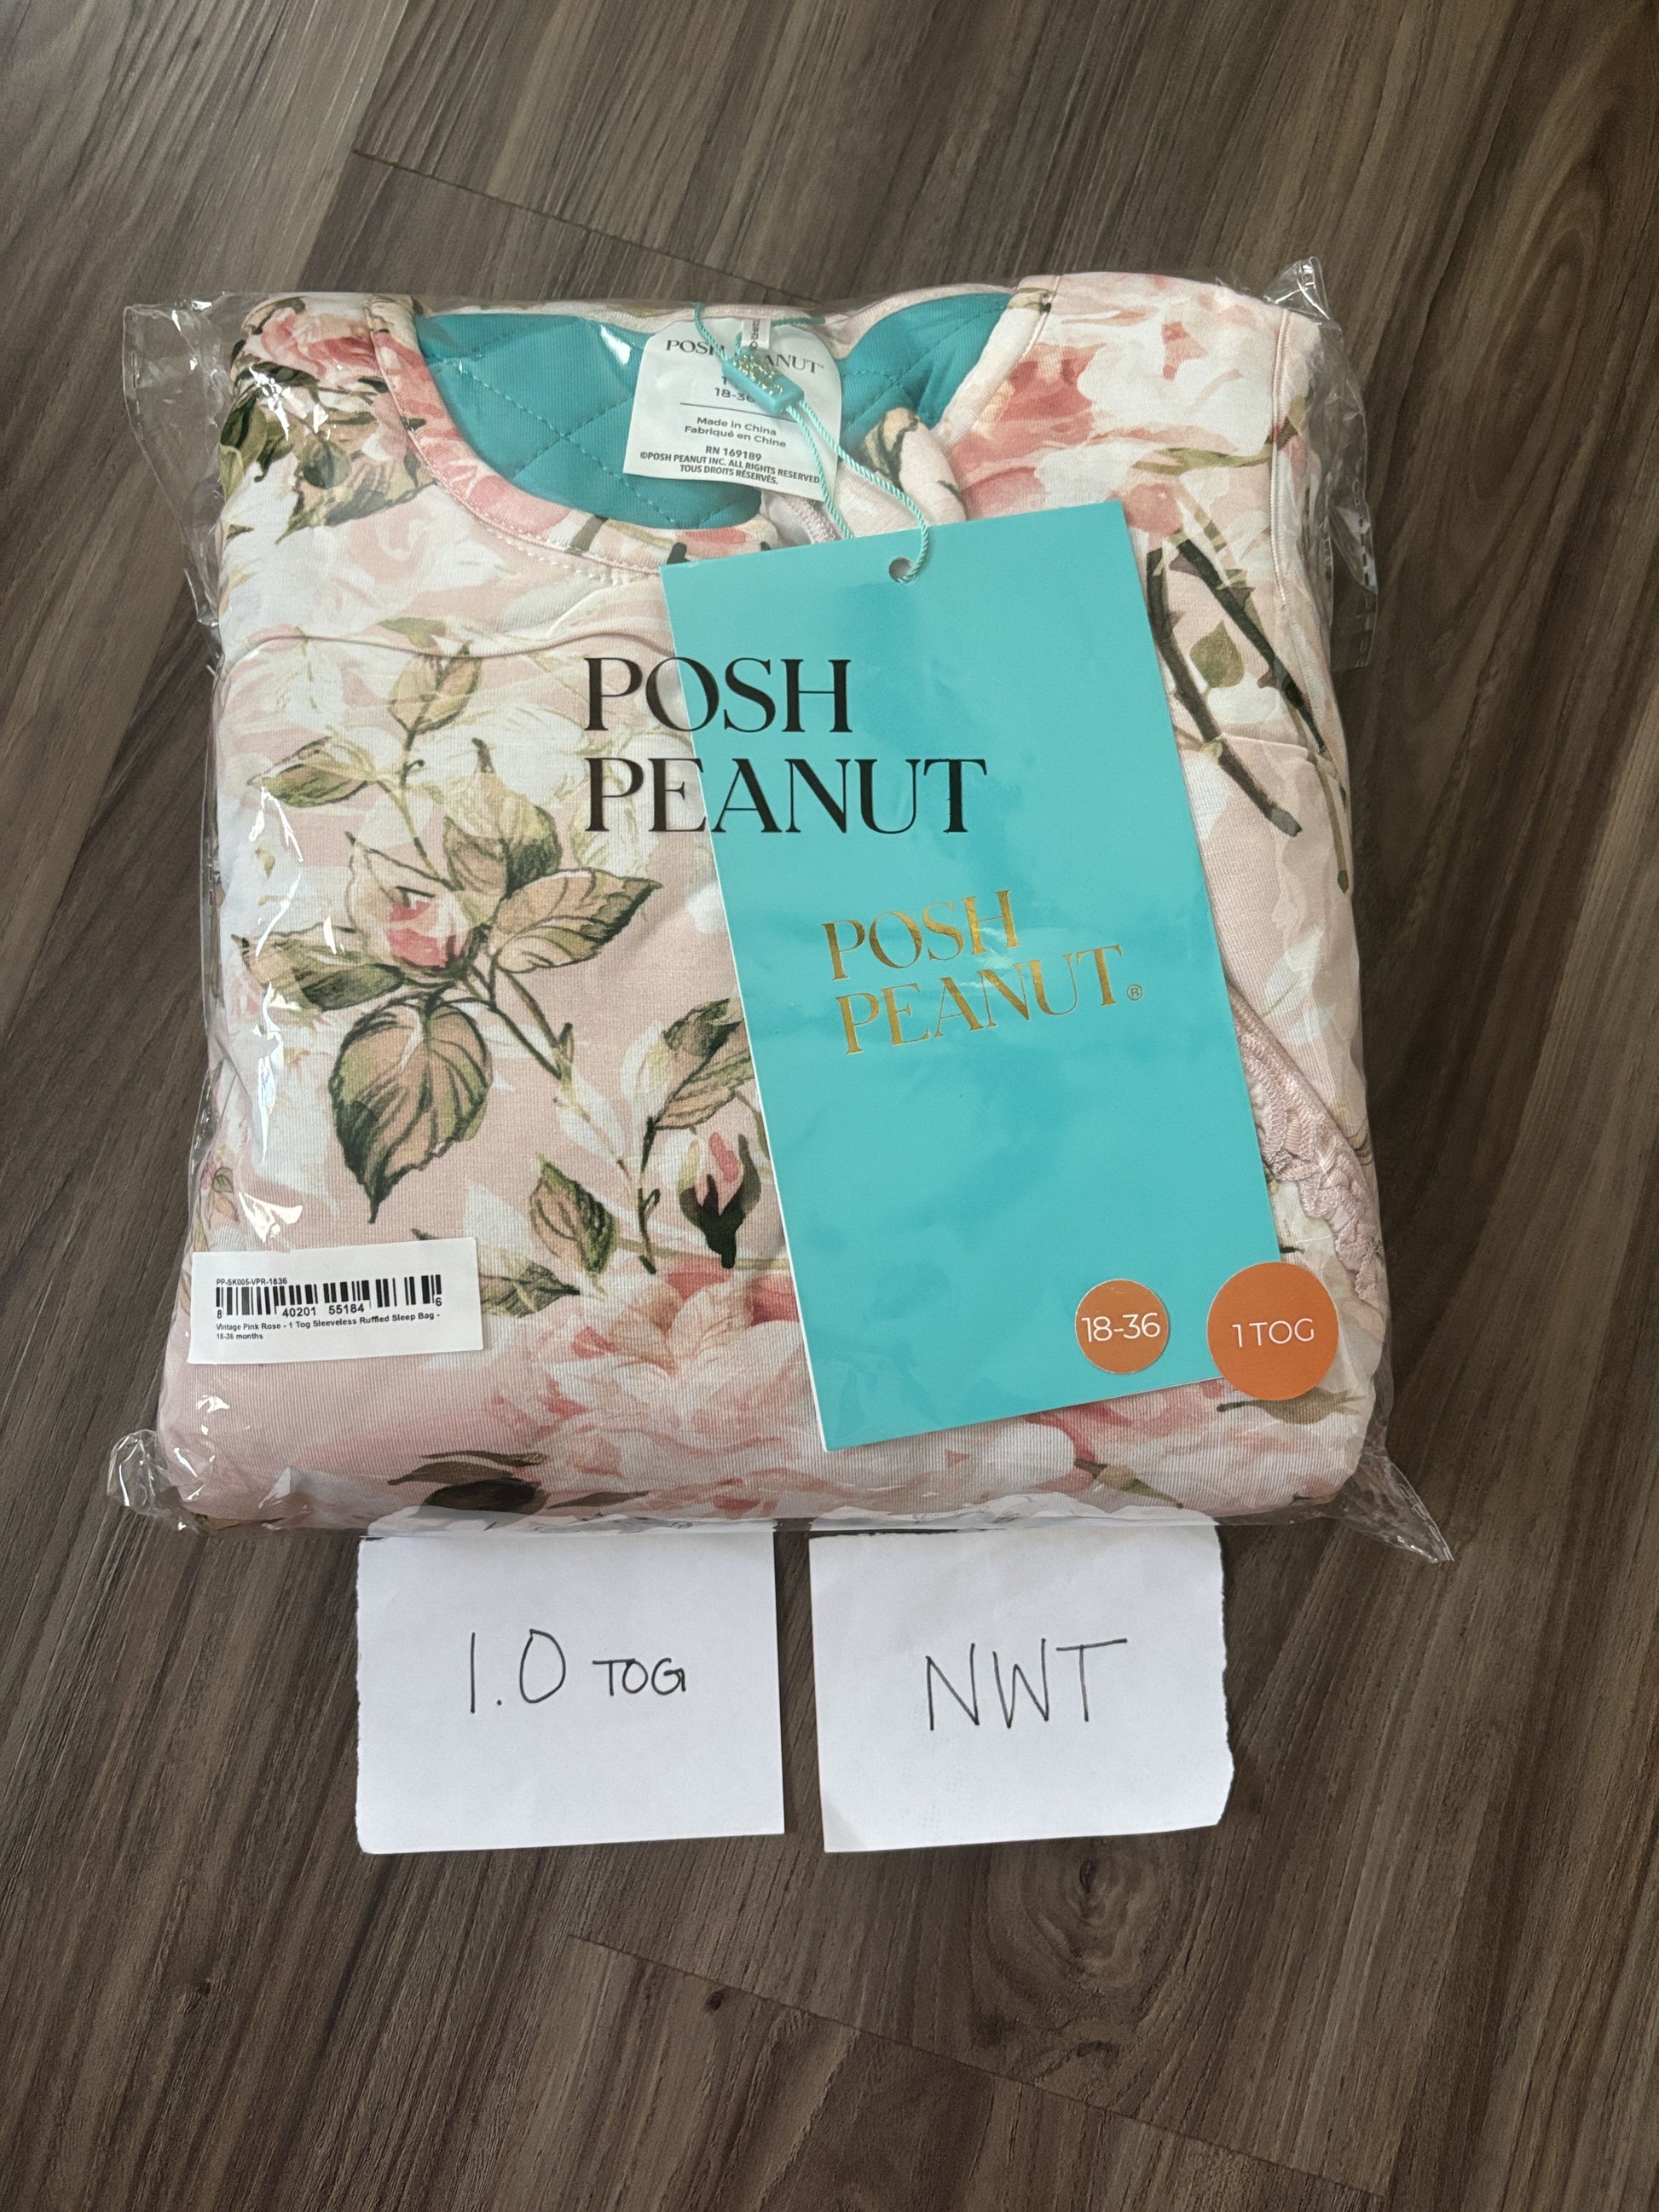 POSH PEANUT
18-36
Made in China
Fabriqué en Chine
RN 169189
©POSH PEANUT INC. ALL RIGHTS RESERVED
TOUS DROITS RÉSERVÉS.
POSH
PEANUT
POSH
PEANUT®
PP-SK005-VPR-1836
8 40201 55184 6
Vintage Pink Rose - 1 Tog Sleeveless Ruffled Sleep Bag -
18-36 months
18-36
1 TOG
1.0 TOG
NWT